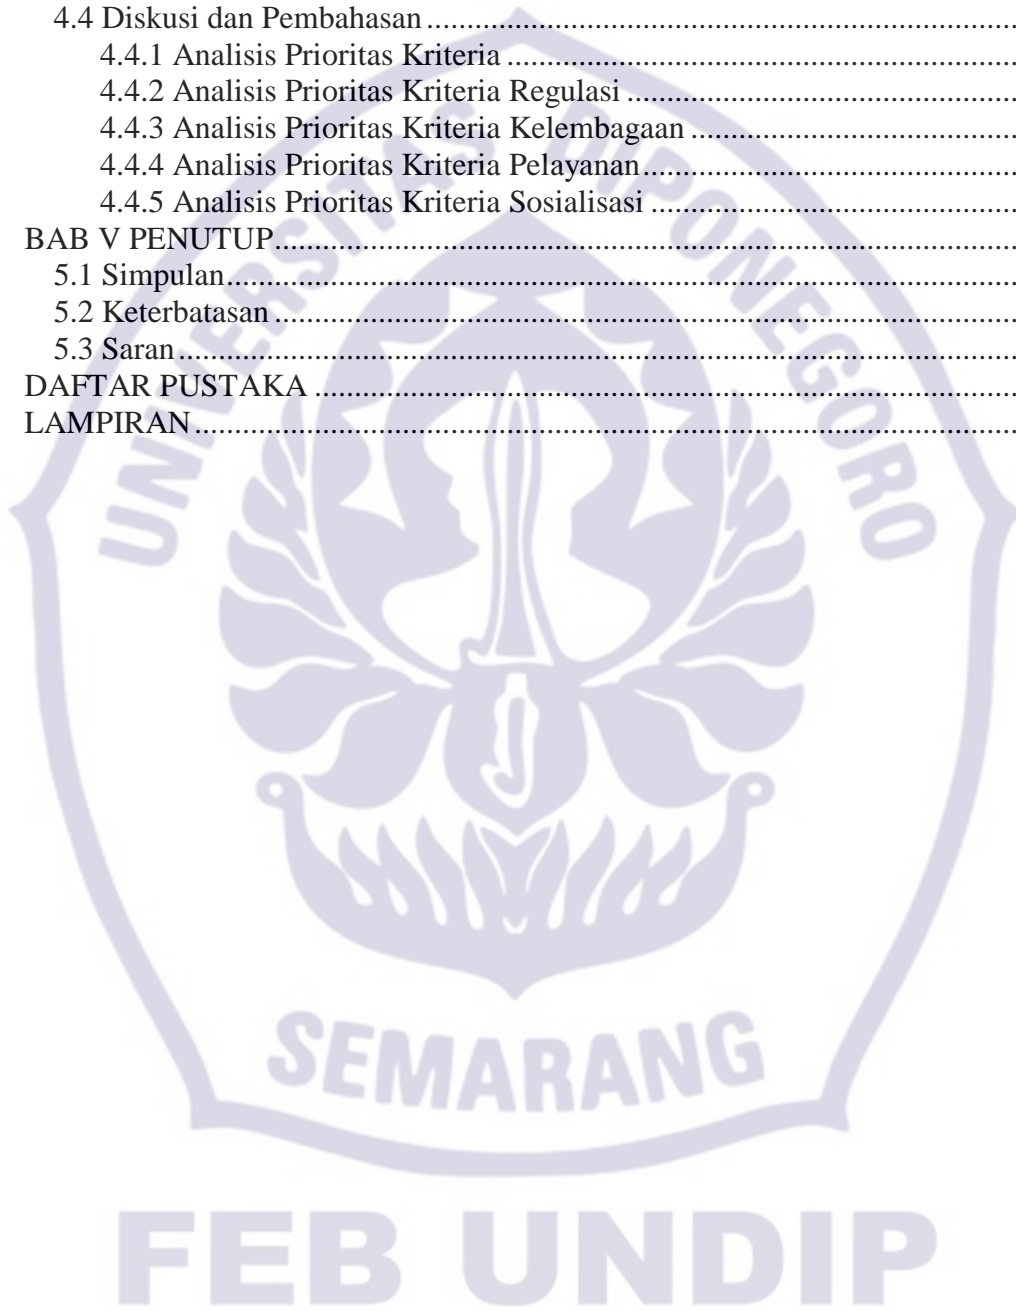 4.4 Diskusi dan Pembahasan ........................................................................
4.4.1 Analisis Prioritas Kriteria ..............................................................
4.4.2 Analisis Prioritas Kriteria Regulasi ................................................
4.4.3 Analisis Prioritas Kriteria Kelembagaan ........................................
4.4.4 Analisis Prioritas Kriteria Pelayanan..............................................
4.4.5 Analisis Prioritas Kriteria Sosialisasi .............................................
BAB V PENUTUP...........................................................................................
5.1 Simpulan.................................................................................................
5.2 Keterbatasan ...........................................................................................
5.3 Saran.......................................................................................................
DAFTAR PUSTAKA ......................................................................................
LAMPIRAN.....................................................................................................
UNIVERSITAS DIPONEGORO
SEMARANG
FEB UNDIP